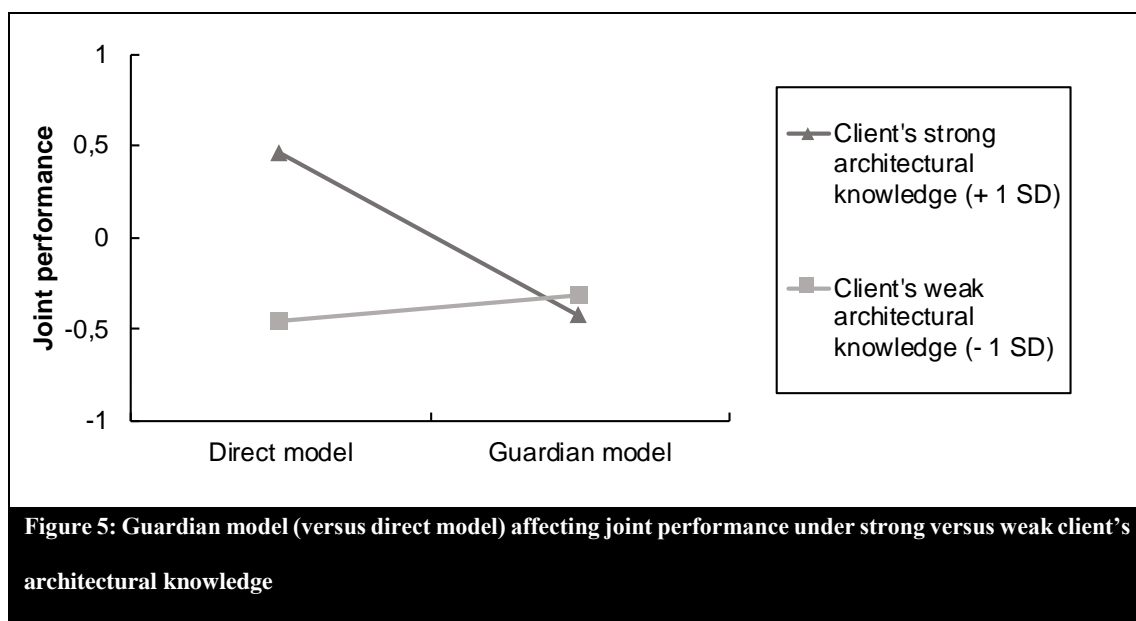 1
0,5
0
-0,5
-1
Joint performance
Direct model
Guardian model
Client's strong
architectural
knowledge (+ 1 SD)
Client's weak
architectural
knowledge (- 1 SD)
Figure 5: Guardian model (versus direct model) affecting joint performance under strong versus weak client’s
architectural knowledge